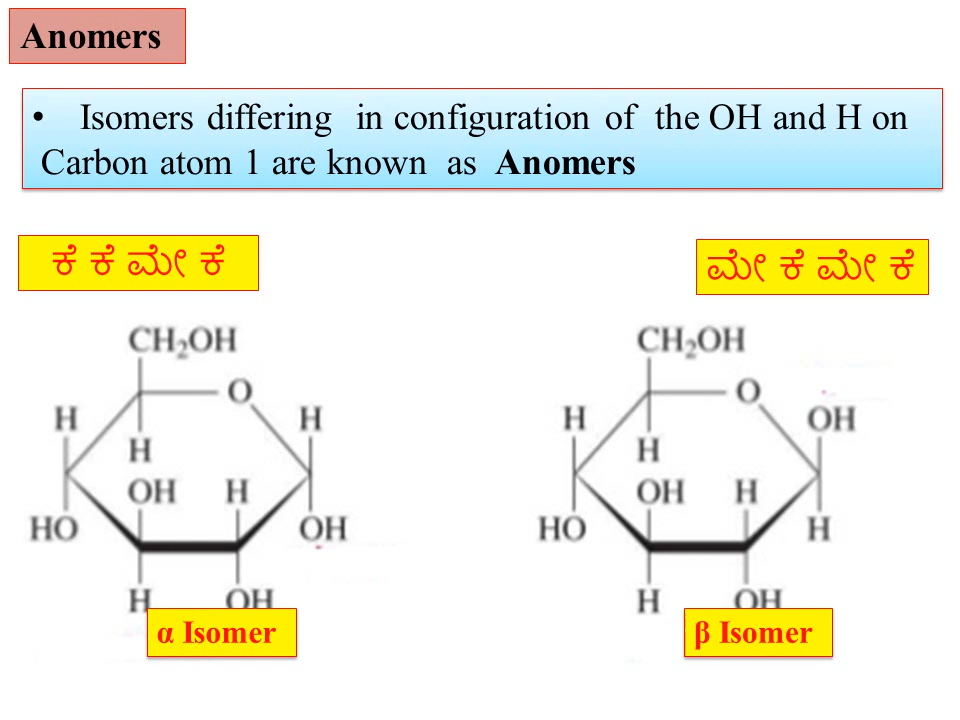 Anomers
• Isomers differing in configuration of the OH and H on
Carbon atom 1 are known as Anomers
ಕೆ ಕೆ ಮೇ ಕೆ
ಮೇ ಕೆ ಮೇ ಕೆ
CH₂OH
O
H
H
H
OH
H
HO
OH
H
OH
α Isomer
CH₂OH
O
H
OH
H
OH
H
HO
H
H
OH
β Isomer